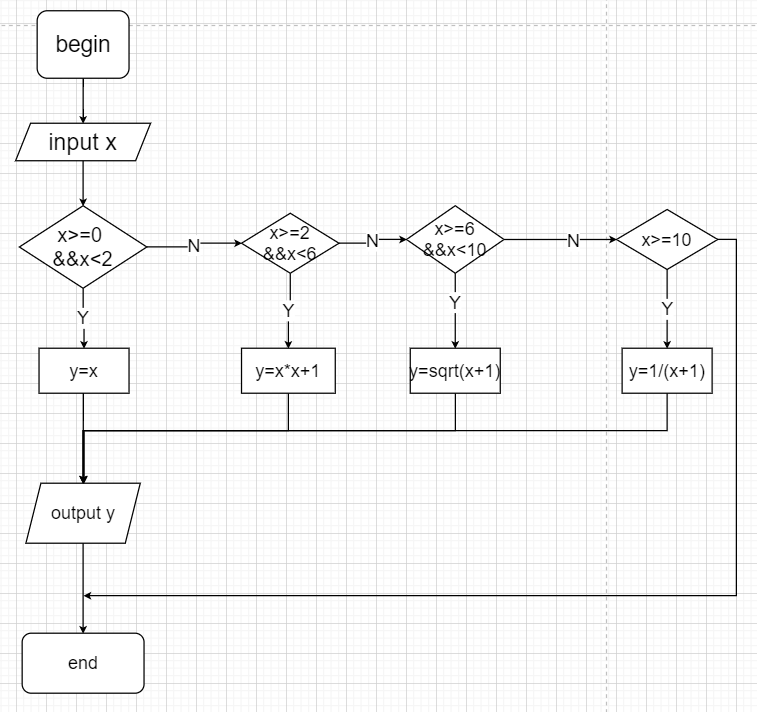 begin
input x
x>=0
&&x<2
N
x>=2
&&x<6
N
x>=6
&&x<10
N
x>=10
Y
Y
Y
Y
y=x
y=x*x+1
y=sqrt(x+1)
y=1/(x+1)
output y
end